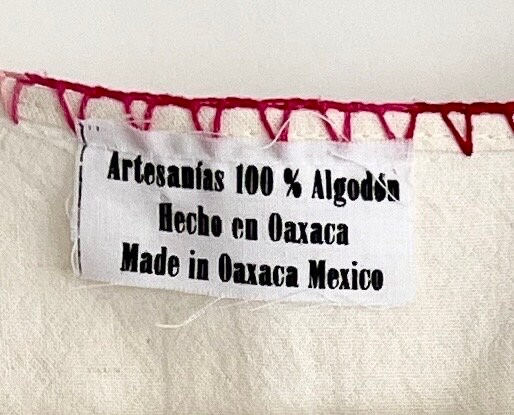 Artesanías 100 % Algodón
Hecho en Oaxaca
Made in Oaxaca Mexico